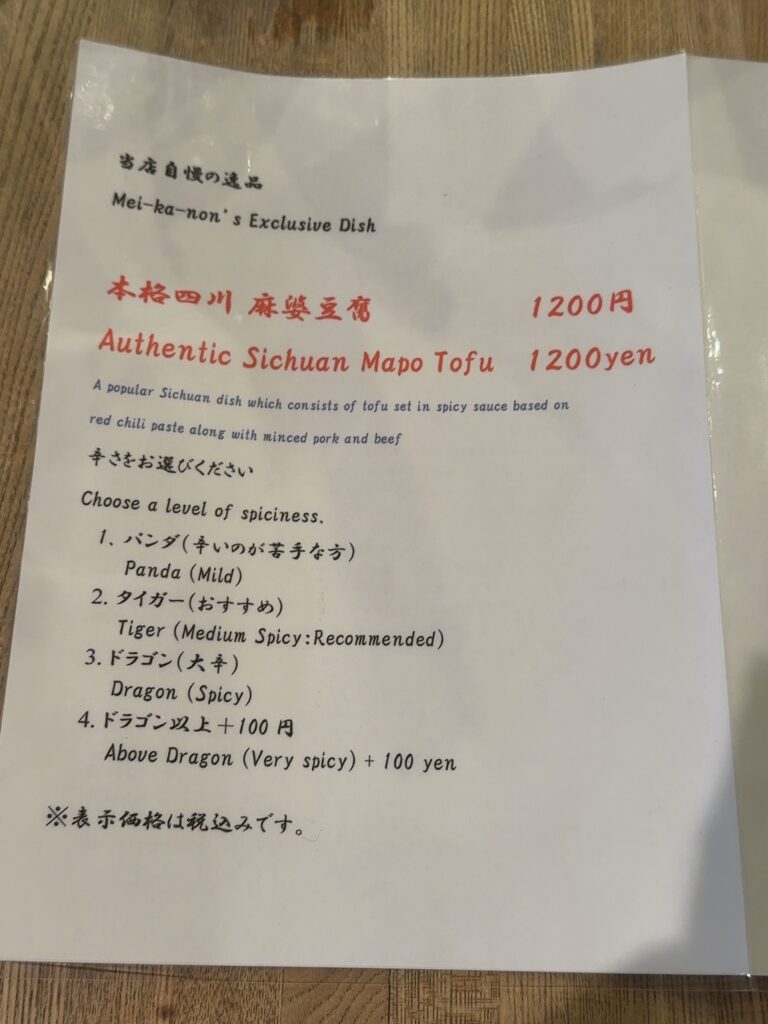 当店自慢の逸品
Mei-ka-non's Exclusive Dish
本格四川 麻婆豆腐 1200円
Authentic Sichuan Mapo Tofu 1200yen
A popular Sichuan dish which consists of tofu set in spicy sauce based on
red chili paste along with minced pork and beef
辛さをお選びください
Choose a level of spiciness.
1. パンダ(辛いのが苦手な方)
Panda (Mild)
2. タイガー(おすすめ)
Tiger (Medium Spicy:Recommended)
3. ドラゴン(大辛)
Dragon (Spicy)
4. ドラゴン以上+100円
Above Dragon (Very spicy) + 100 yen
※表示価格は税込みです。